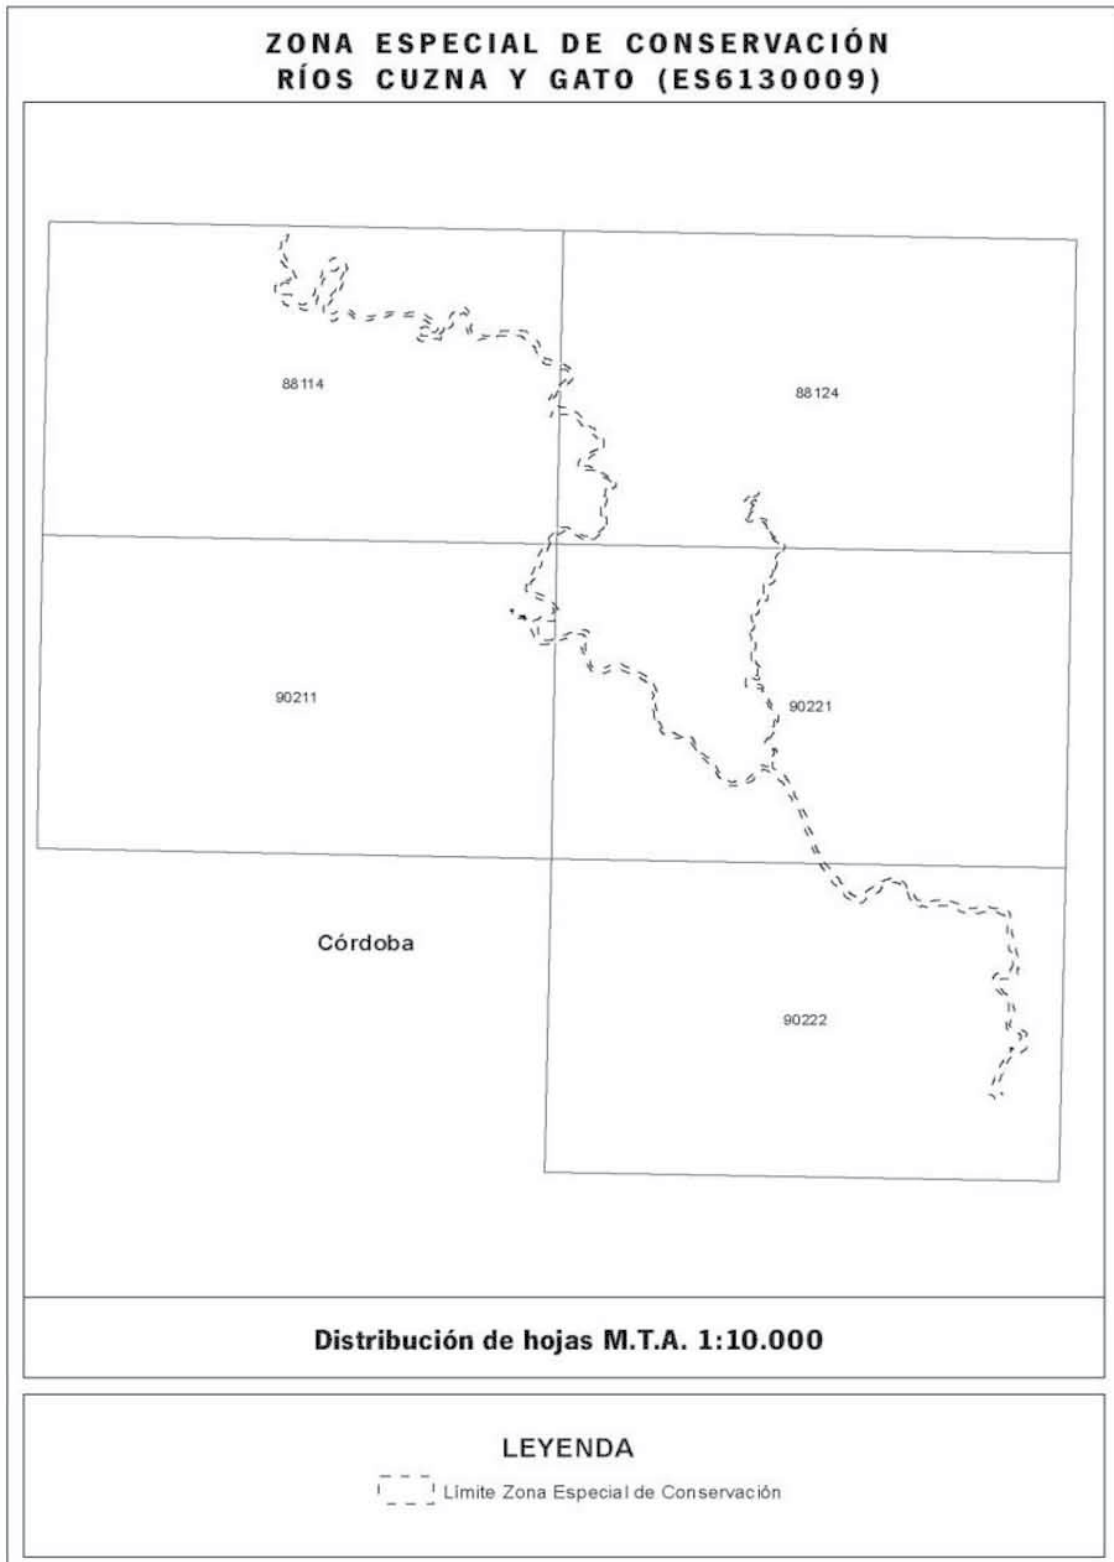 ZONA ESPECIAL DE CONSERVACIÓN
RÍOS CUZNA Y GATO (ES6130009)
88114
88124
90211
90221
Córdoba
90222
Distribución de hojas M.T.A. 1:10.000
LEYENDA
Límite Zona Especial de Conservación